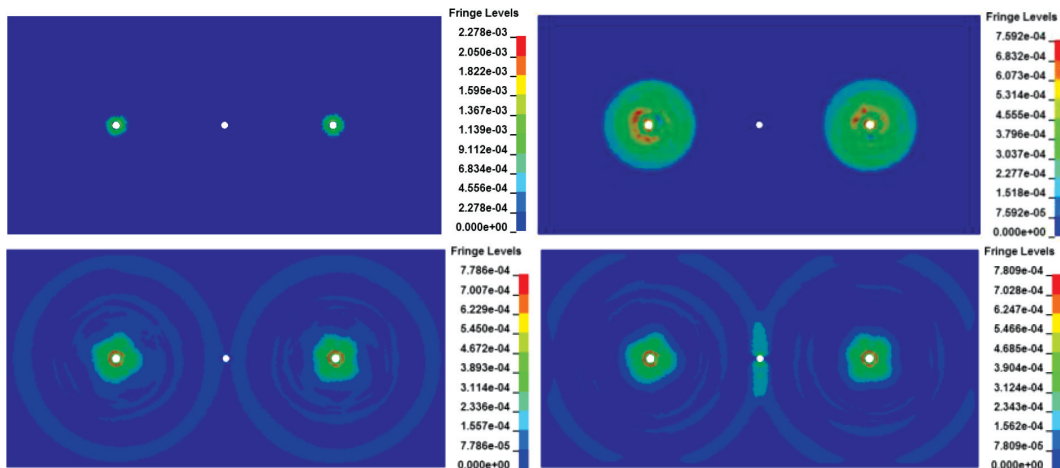 Fringe Levels
2.278e-03
2.050e-03
1.822e-03
1.595e-03
1.367e-03
1.139e-03
9.112e-04
6.834e-04
4.556e-04
2.278e-04
0.000e+00
Fringe Levels
7.592e-04
6.832e-04
6.073e-04
5.314e-04
4.555e-04
3.796e-04
3.037e-04
2.277e-04
1.518e-04
7.592e-05
0.000e+00
Fringe Levels
7.786e-04
7.007e-04
6.229e-04
5.450e-04
4.672e-04
3.893e-04
3.114e-04
2.336e-04
1.557e-04
7.786e-05
0.000e+00
Fringe Levels
7.809e-04
7.028e-04
6.247e-04
5.466e-04
4.685e-04
3.904e-04
3.124e-04
2.343e-04
1.562e-04
7.809e-05
0.000e+00